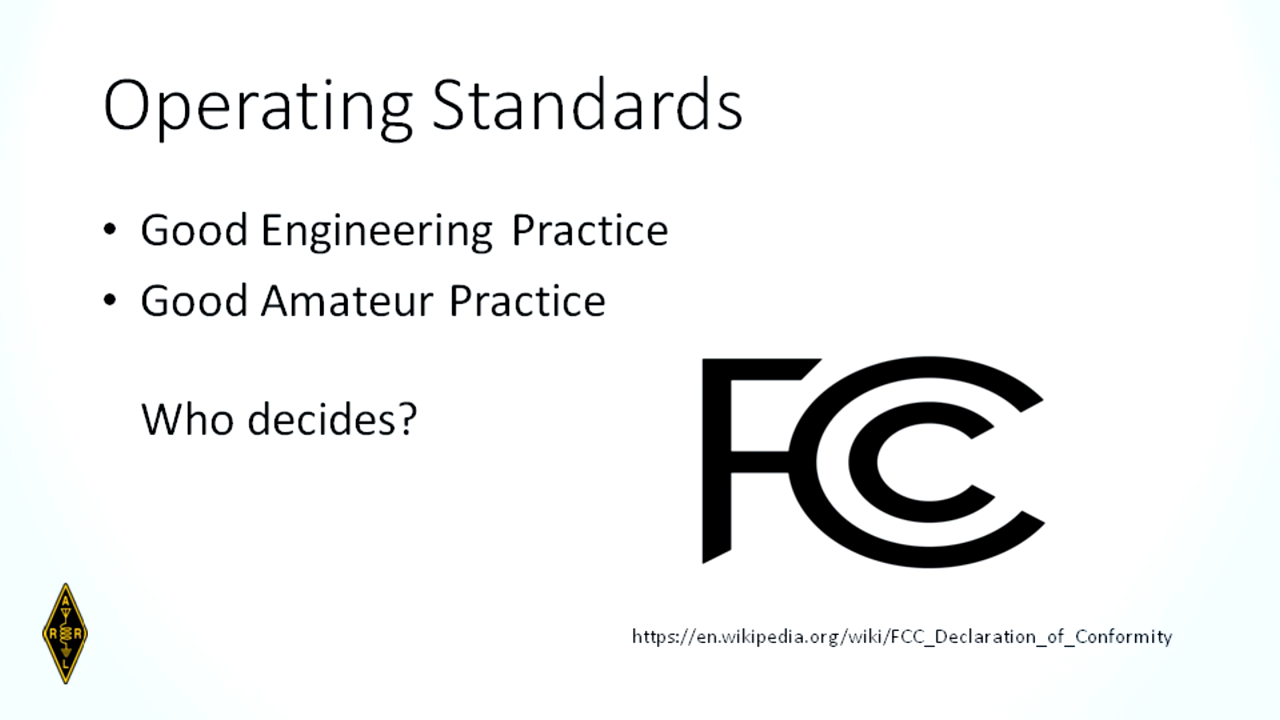 Operating Standards
• Good Engineering Practice
• Good Amateur Practice
Who decides?
FCC
A
R R
L
https://en.wikipedia.org/wiki/FCC_Declaration_of_Conformity